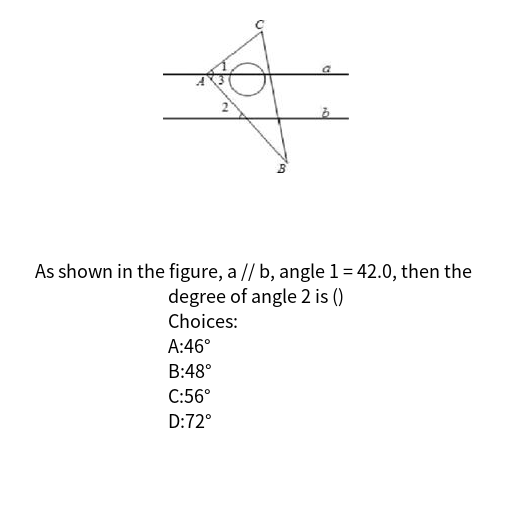 C
1
a
A
3
2
b
B
As shown in the figure, a // b, angle 1 = 42.0, then the
degree of angle 2 is ()
Choices:
A:46°
B:48°
C:56°
D:72°